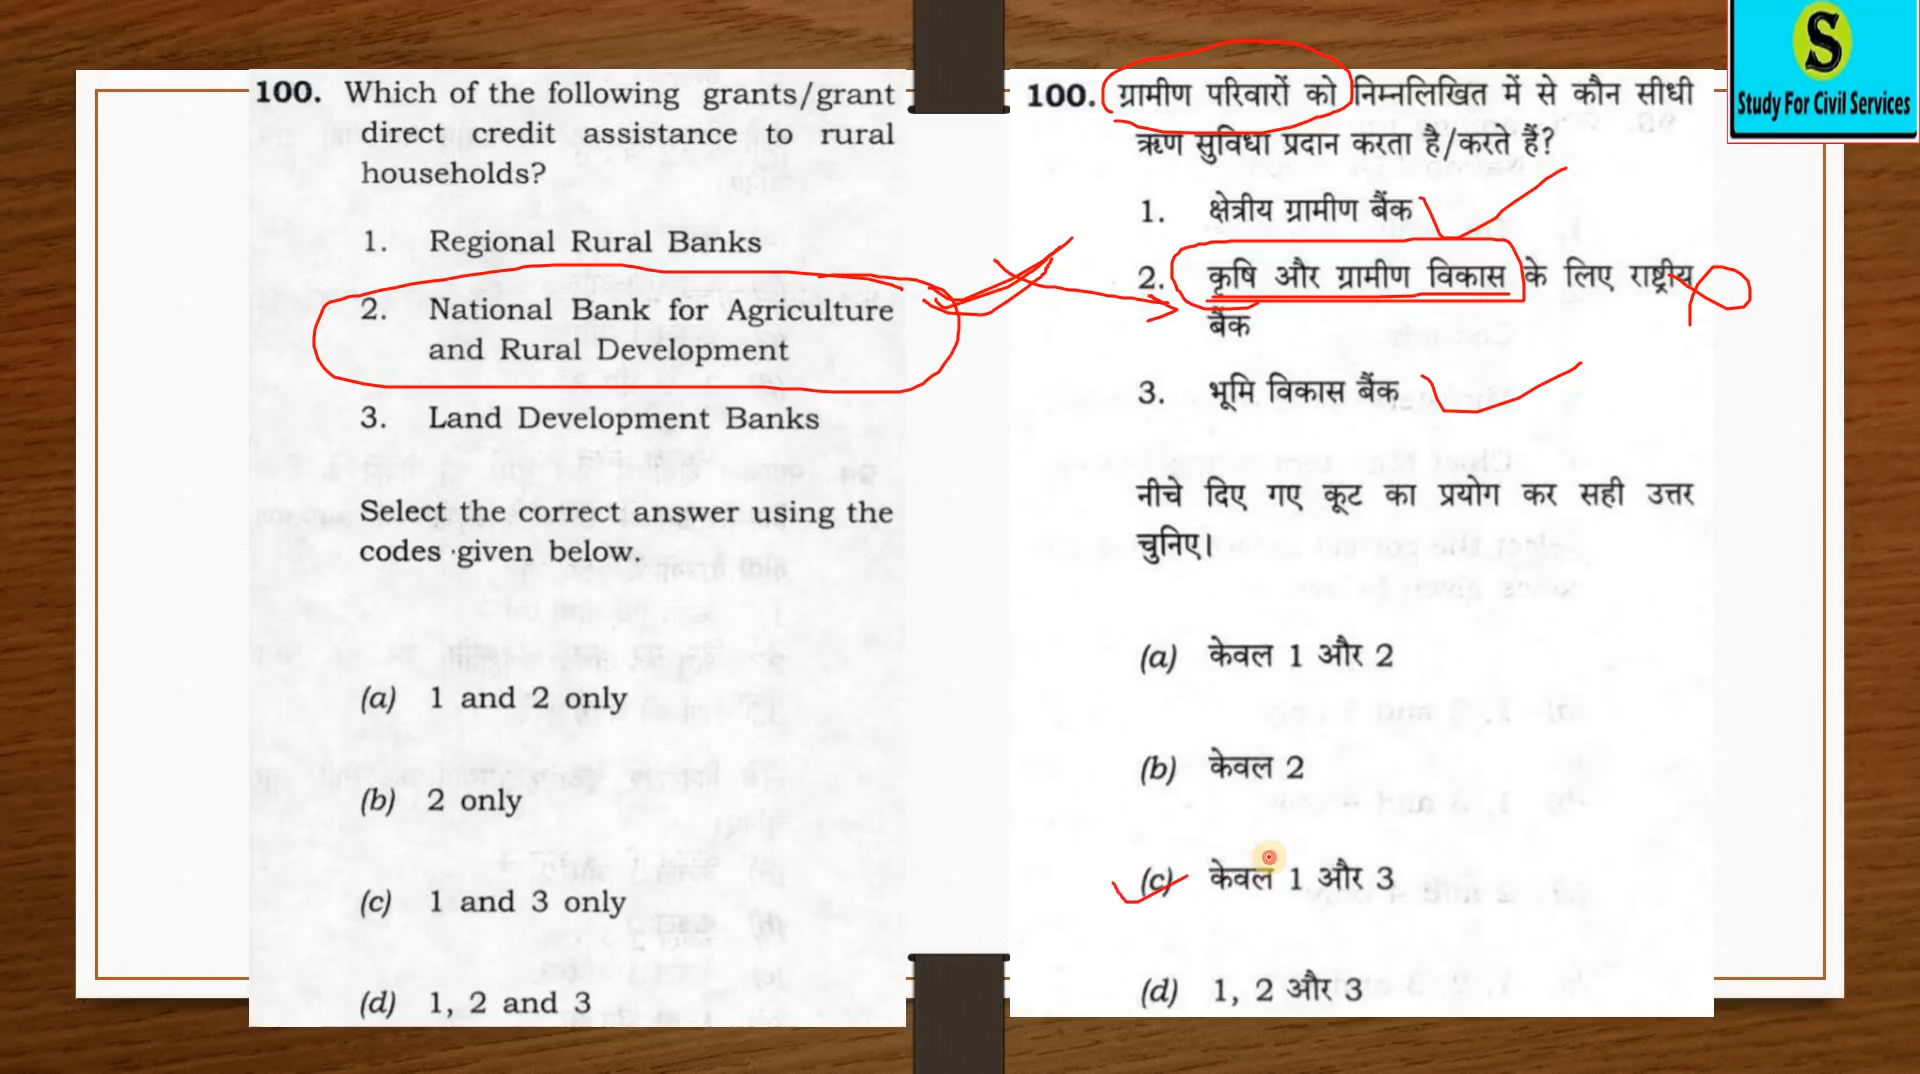 100. Which of the following grants/grant
direct credit assistance to rural
households?
1. Regional Rural Banks
2. National Bank for Agriculture
and Rural Development
3. Land Development Banks
Select the correct answer using the
codes given below.
(a) 1 and 2 only
(b) 2 only
(c) 1 and 3 only
(d) 1, 2 and 3
100. ग्रामीण परिवारों को निम्नलिखित में से कौन सीधी
ऋण सुविधा प्रदान करता है/करते हैं?
1. क्षेत्रीय ग्रामीण बैंक
2. कृषि और ग्रामीण विकास के लिए राष्ट्रीय
बैंक
3. भूमि विकास बैंक
नीचे दिए गए कूट का प्रयोग कर सही उत्तर
चुनिए।
(a) केवल 1 और 2
(b) केवल 2
(c) केवल 1 और 3
(d) 1, 2 और 3
S
Study For Civil Services